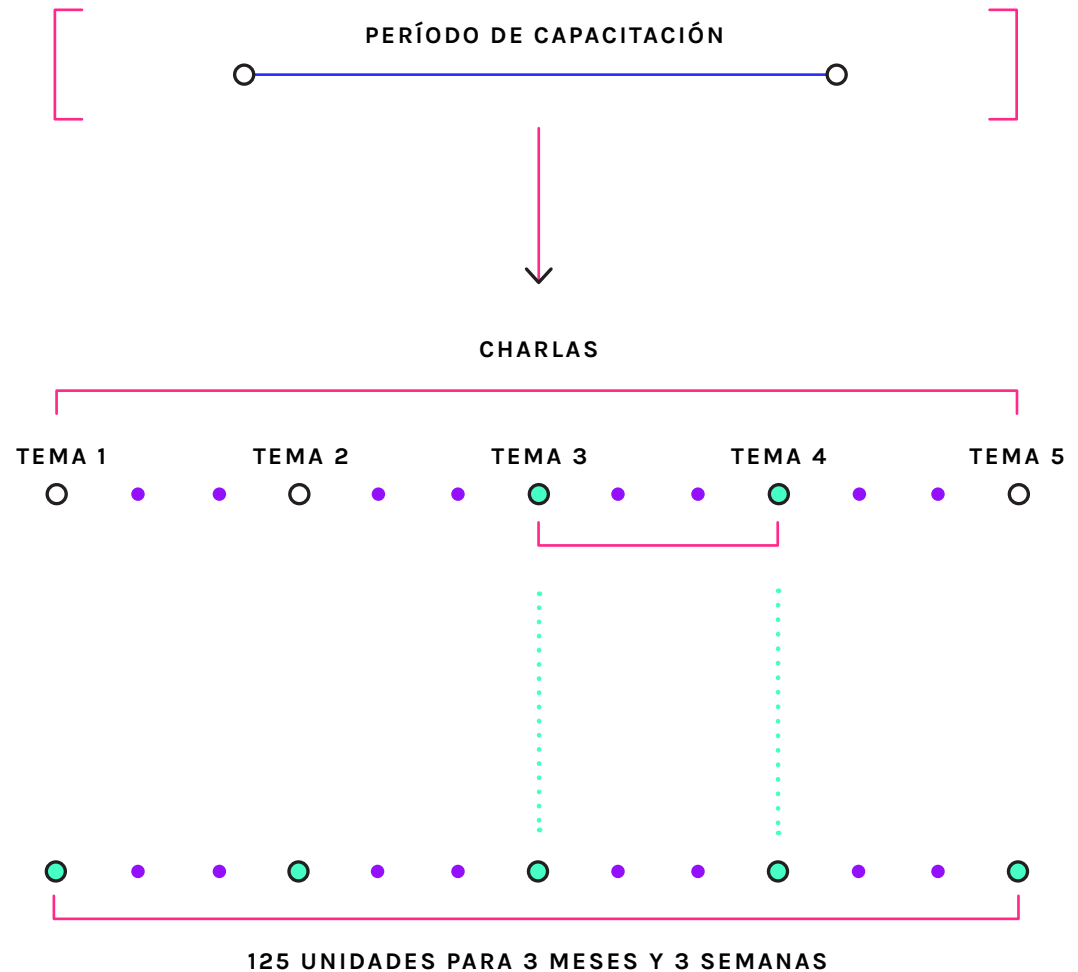 PERÍODO DE CAPACITACIÓN
CHARLAS
TEMA 1
TEMA 2
TEMA 3
TEMA 4
TEMA 5
125 UNIDADES PARA 3 MESES Y 3 SEMANAS